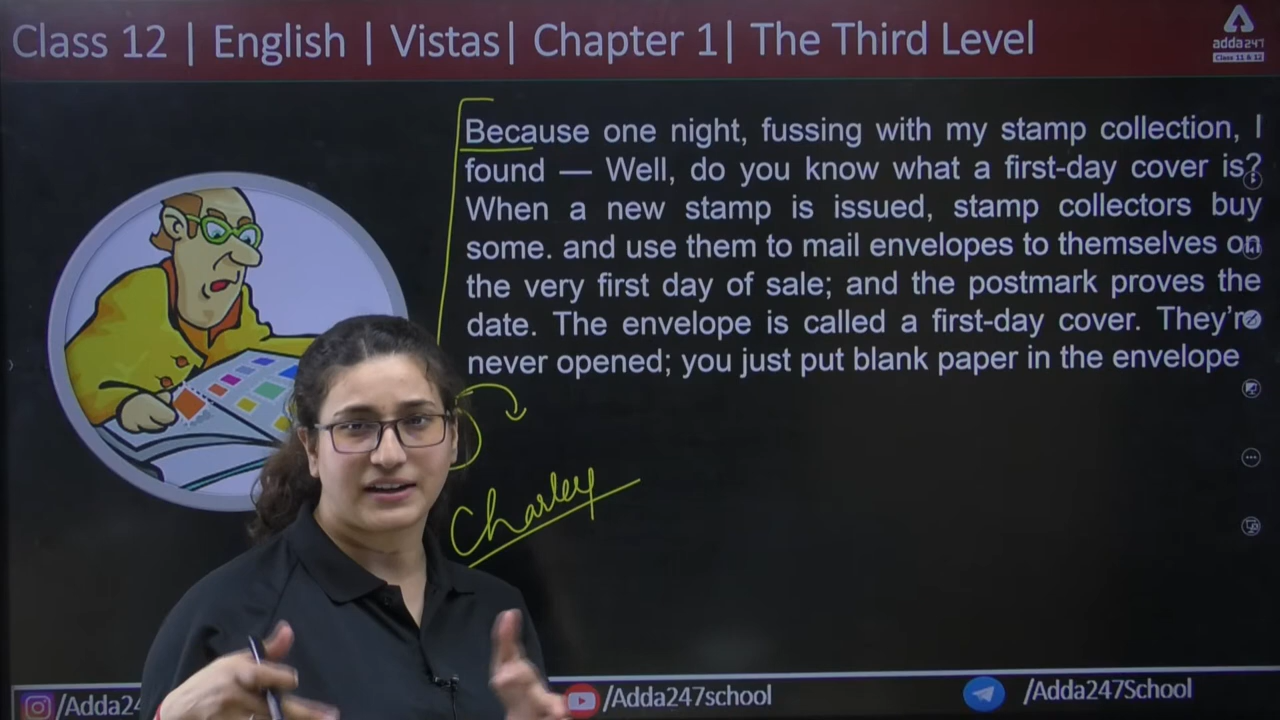 Class 12 | English | Vistas| Chapter 1| The Third Level
adda247
Class 11 & 12
Because one night, fussing with my stamp collection, I
found — Well, do you know what a first-day cover is?
When a new stamp is issued, stamp collectors buy
some. and use them to mail envelopes to themselves on
the very first day of sale; and the postmark proves the
date. The envelope is called a first-day cover. They're
never opened; you just put blank paper in the envelope
Charley
/Adda24
/Adda247school
/Adda247School